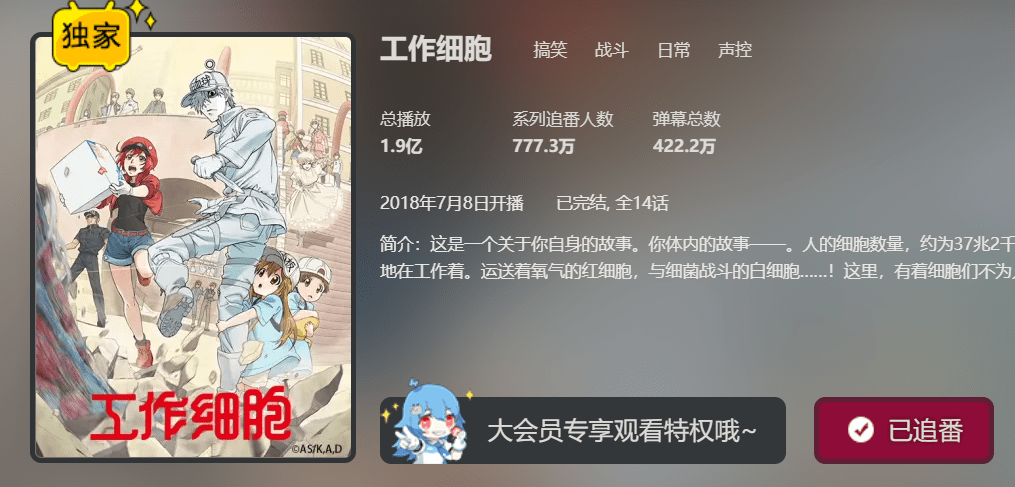 独家
血球
工作细胞
©AS/K,A,D
工作细胞 搞笑 战斗 日常 声控
总播放 系列追番人数 弹幕总数
1.9亿 777.3万 422.2万
2018年7月8日开播 已完结, 全14话
简介：这是一个关于你自身的故事。你体内的故事——。人的细胞数量，约为37兆2千
地在工作着。运送着氧气的红细胞，与细菌战斗的白细胞……！这里，有着细胞们不为
大会员专享观看特权哦~
已追番